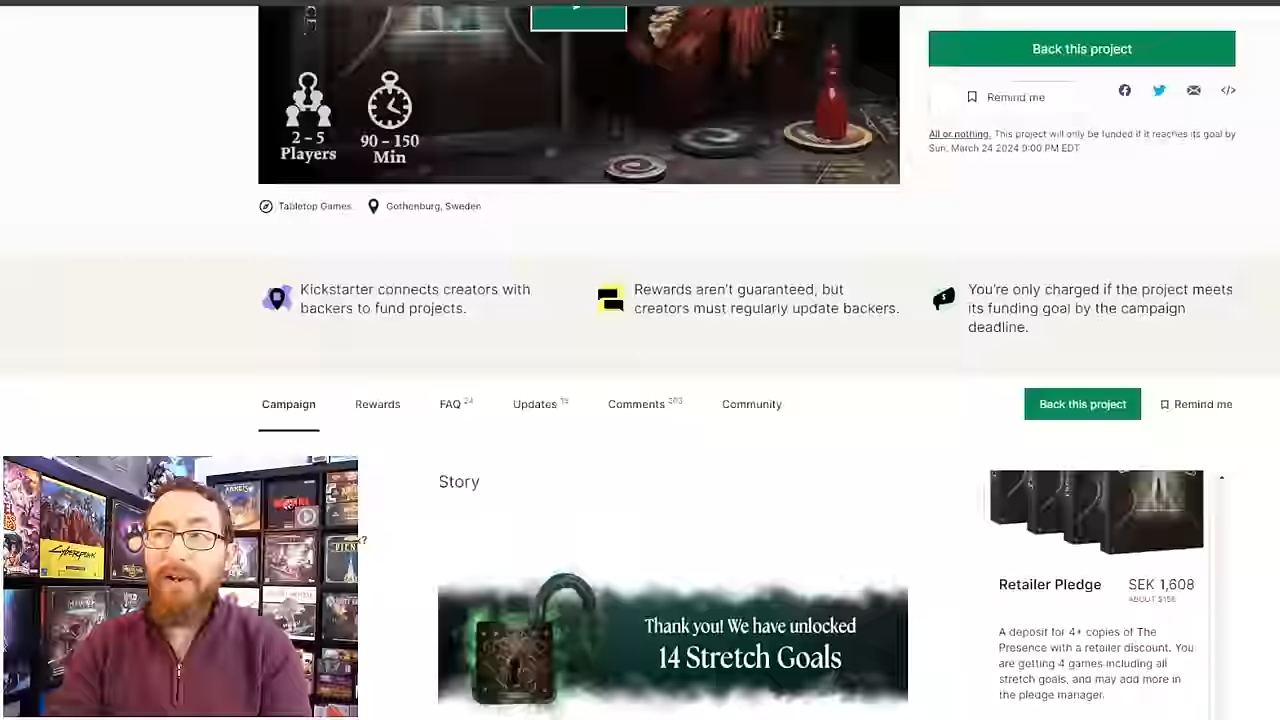 2 – 5
Players
90 – 150
Min
Back this project
Remind me
</>
All or nothing. This project will only be funded if it reaches its goal by
Sun, March 24 2024 9:00 PM EDT
Tabletop Games
Gothenburg, Sweden
Kickstarter connects creators with
backers to fund projects.
Rewards aren't guaranteed, but
creators must regularly update backers.
You're only charged if the project meets
its funding goal by the campaign
deadline.
Campaign
Rewards
FAQ 24
Updates
Comments
Community
Back this project
Remind me
Story
Thank you! We have unlocked
14 Stretch Goals
Retailer Pledge
SEK 1,608
A deposit for 4+ copies of The
Presence with a retailer discount. You
are getting 4 games including all
stretch goals, and may add more in
the pledge manager.
Cyberpunk